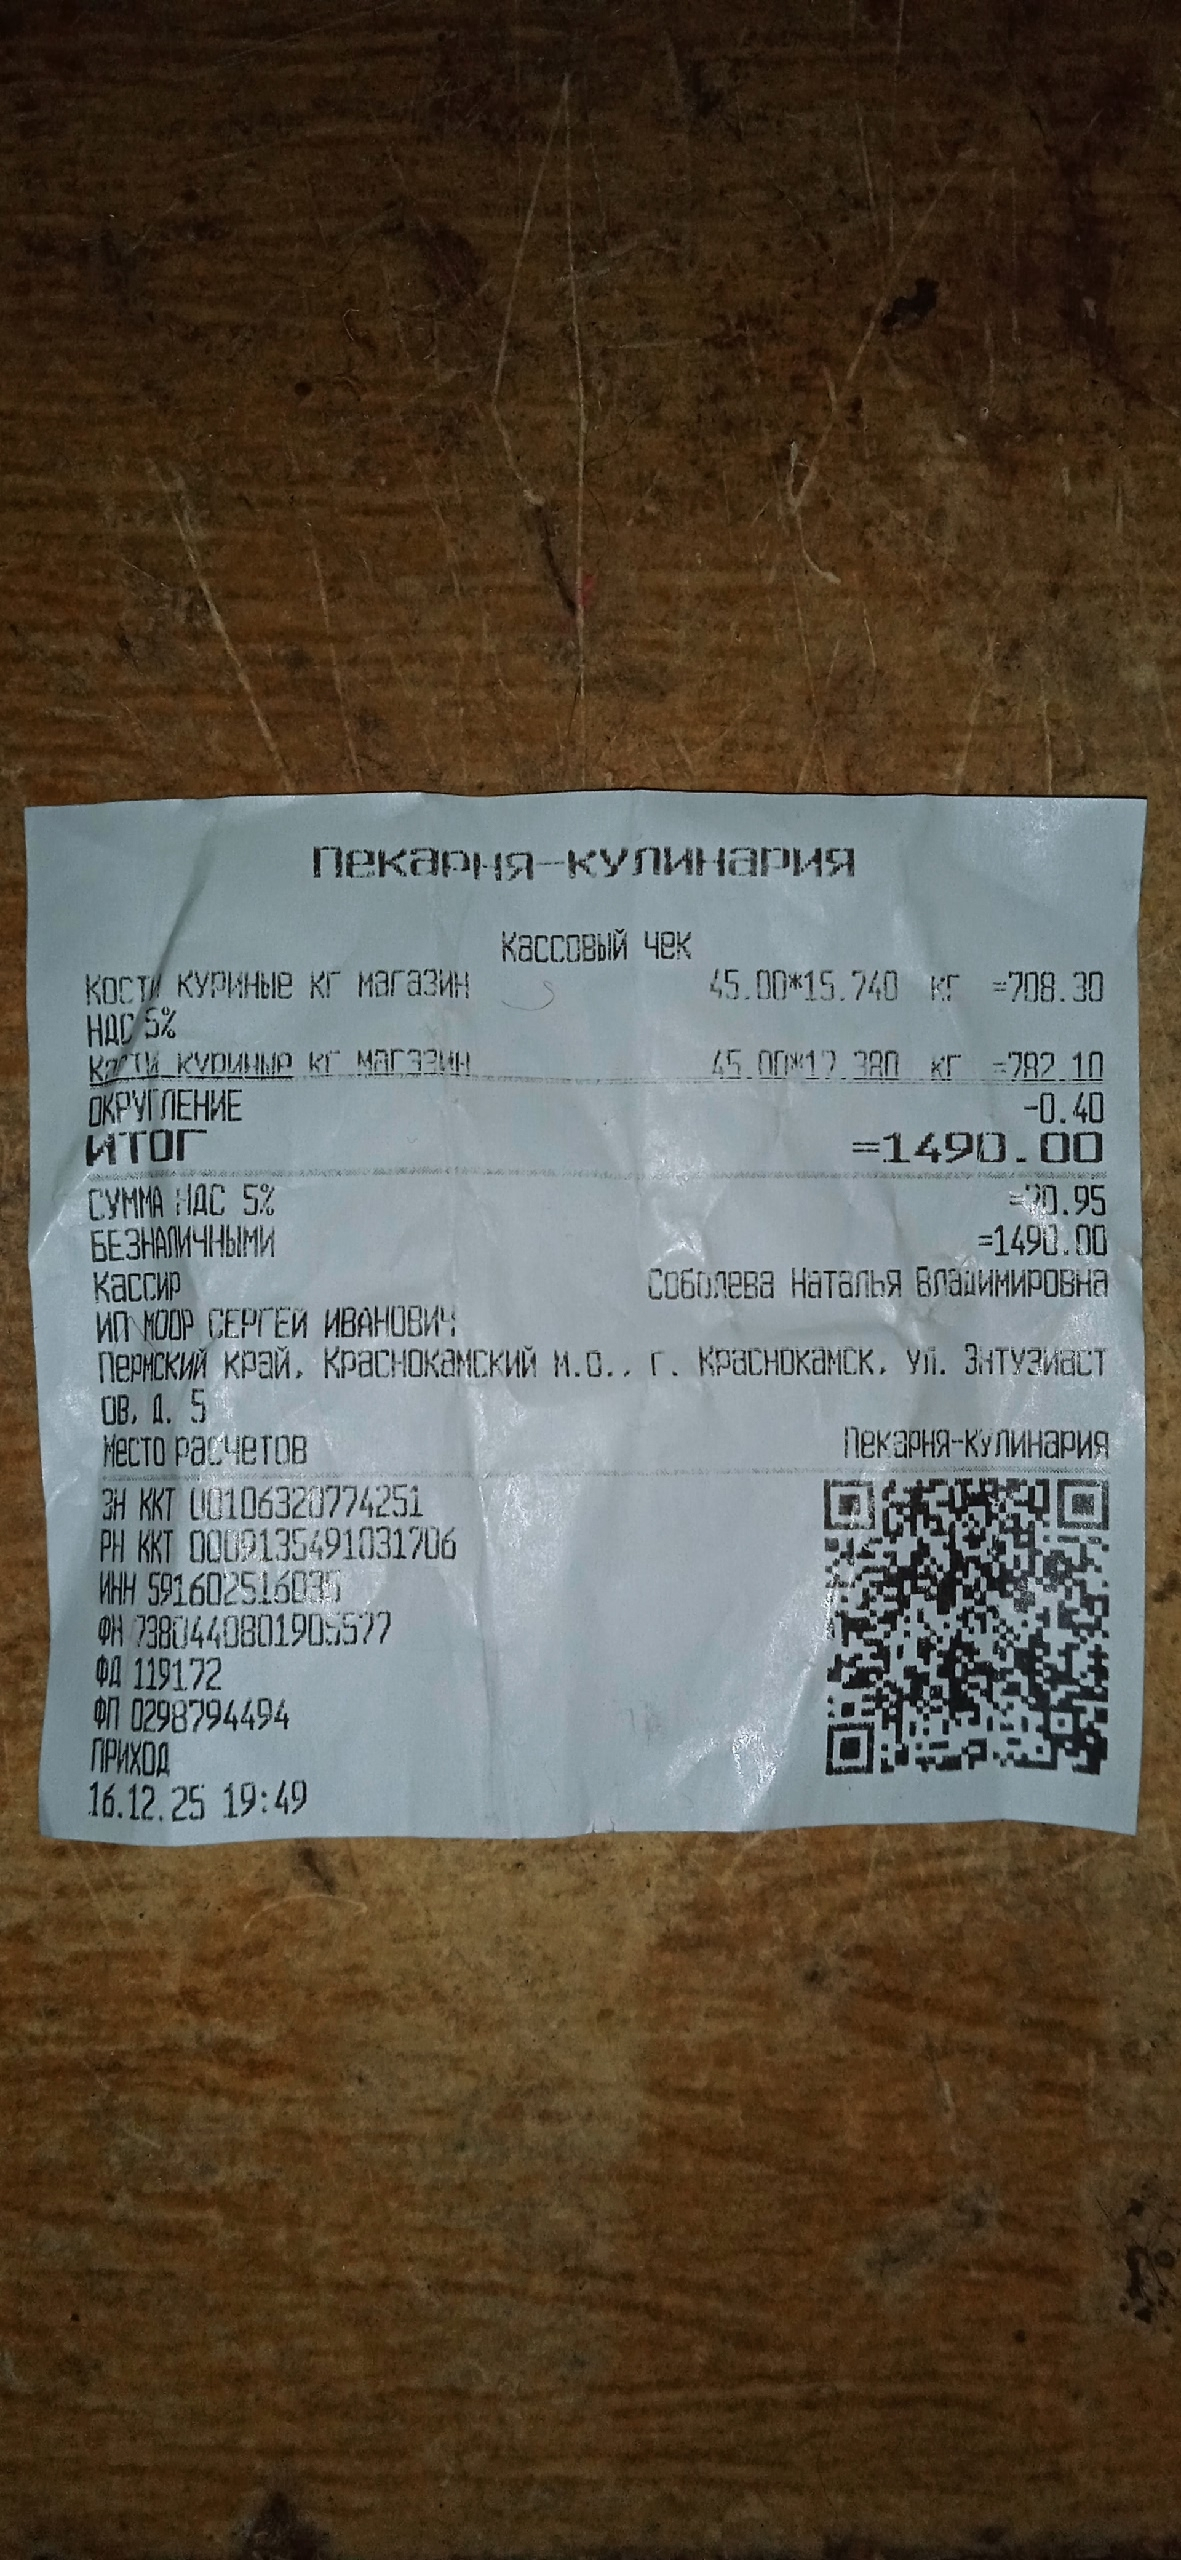 Пекарня-кулинария
Кассовый чек
Кости куриные кг магазин 45.00*15.740 кг =708.30
НДС 5%
Кости куриные кг магазин 45.00*17.380 кг =782.10
ОКРУГЛЕНИЕ -0.40
ИТОГ =1490.00
СУММА НДС 5% =70.95
БЕЗНАЛИЧНЫМИ =1490.00
Кассир Соболева Наталья Владимировна
ИП МООР СЕРГЕЙ ИВАНОВИЧ
Пермский край, Краснокамский м.о., г. Краснокамск, ул. Энтузиаст
ов, д. 5
Место расчетов Пекарня-Кулинария
ЗН ККТ 00106320774251
РН ККТ 0009135491031706
ИНН 591602516035
ФН 7380440801905577
ФД 119172
ФП 0298794494
ПРИХОД
16.12.25 19:49